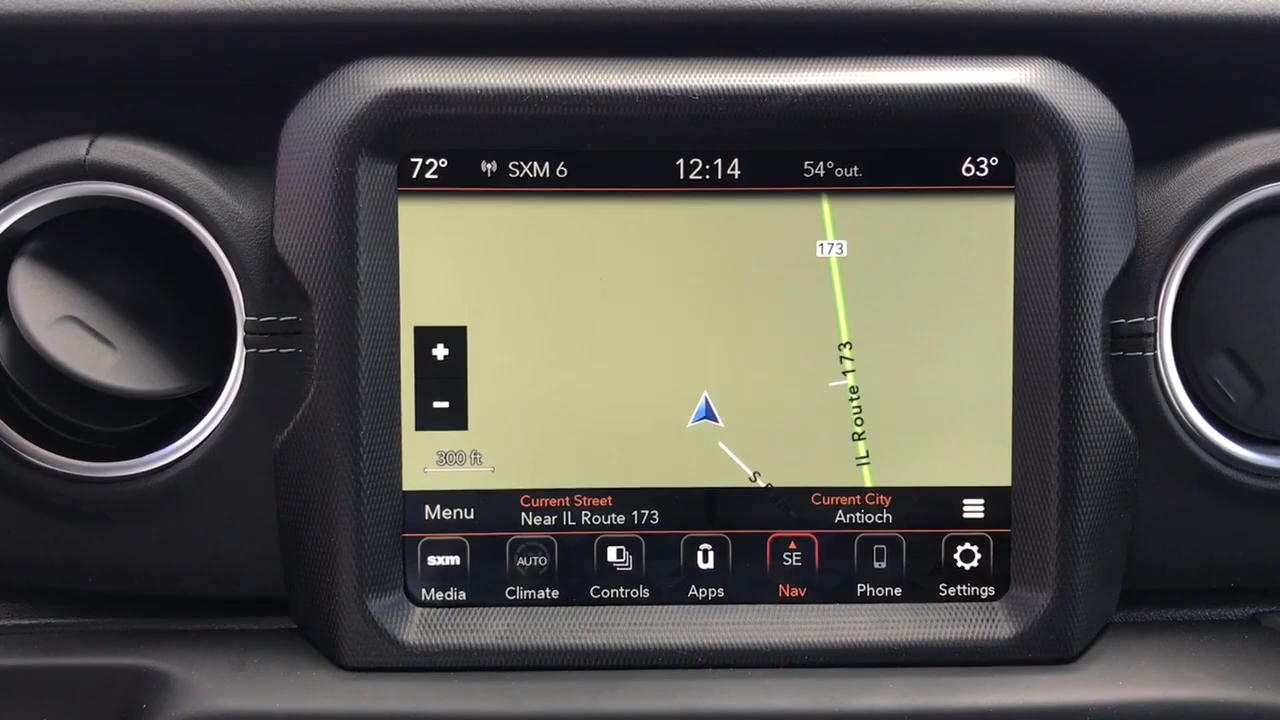 72° SXM 6 12:14 54°out. 63°
173
IL Route 173
+
-
300 ft
S
Menu Current Street Current City
Near IL Route 173 Antioch
sxm AUTO û SE
Media Climate Controls Apps Nav Phone Settings